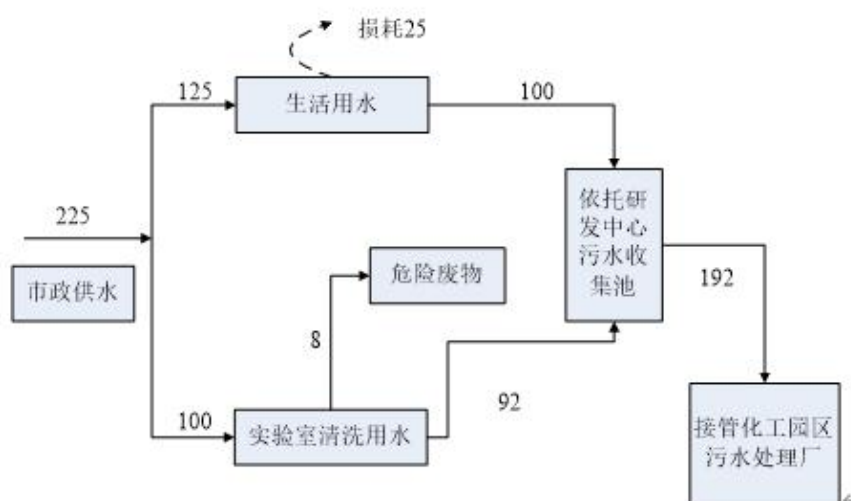 损耗25
125
生活用水
100
225
市政供水
依托研
发中心
污水收
集池
危险废物
192
8
100
实验室清洗用水
92
接管化工园区
污水处理厂